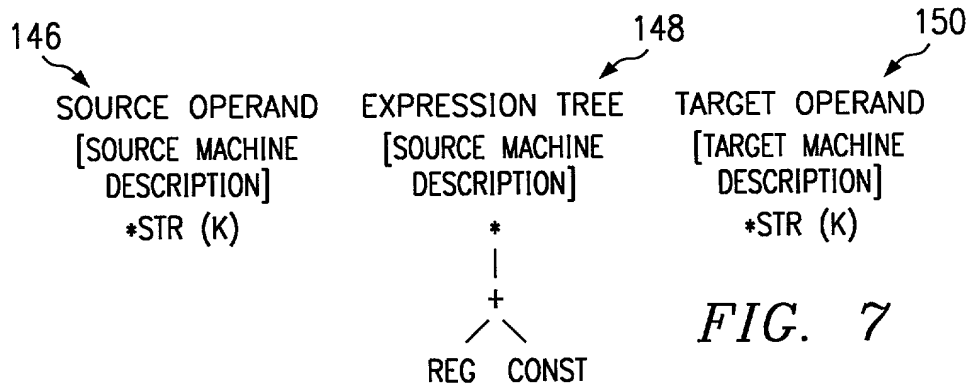 146
148
150
SOURCE OPERAND
[SOURCE MACHINE
DESCRIPTION]
*STR (K)
EXPRESSION TREE
[SOURCE MACHINE
DESCRIPTION]
*
+
REG CONST
TARGET OPERAND
[TARGET MACHINE
DESCRIPTION]
*STR (K)
FIG. 7